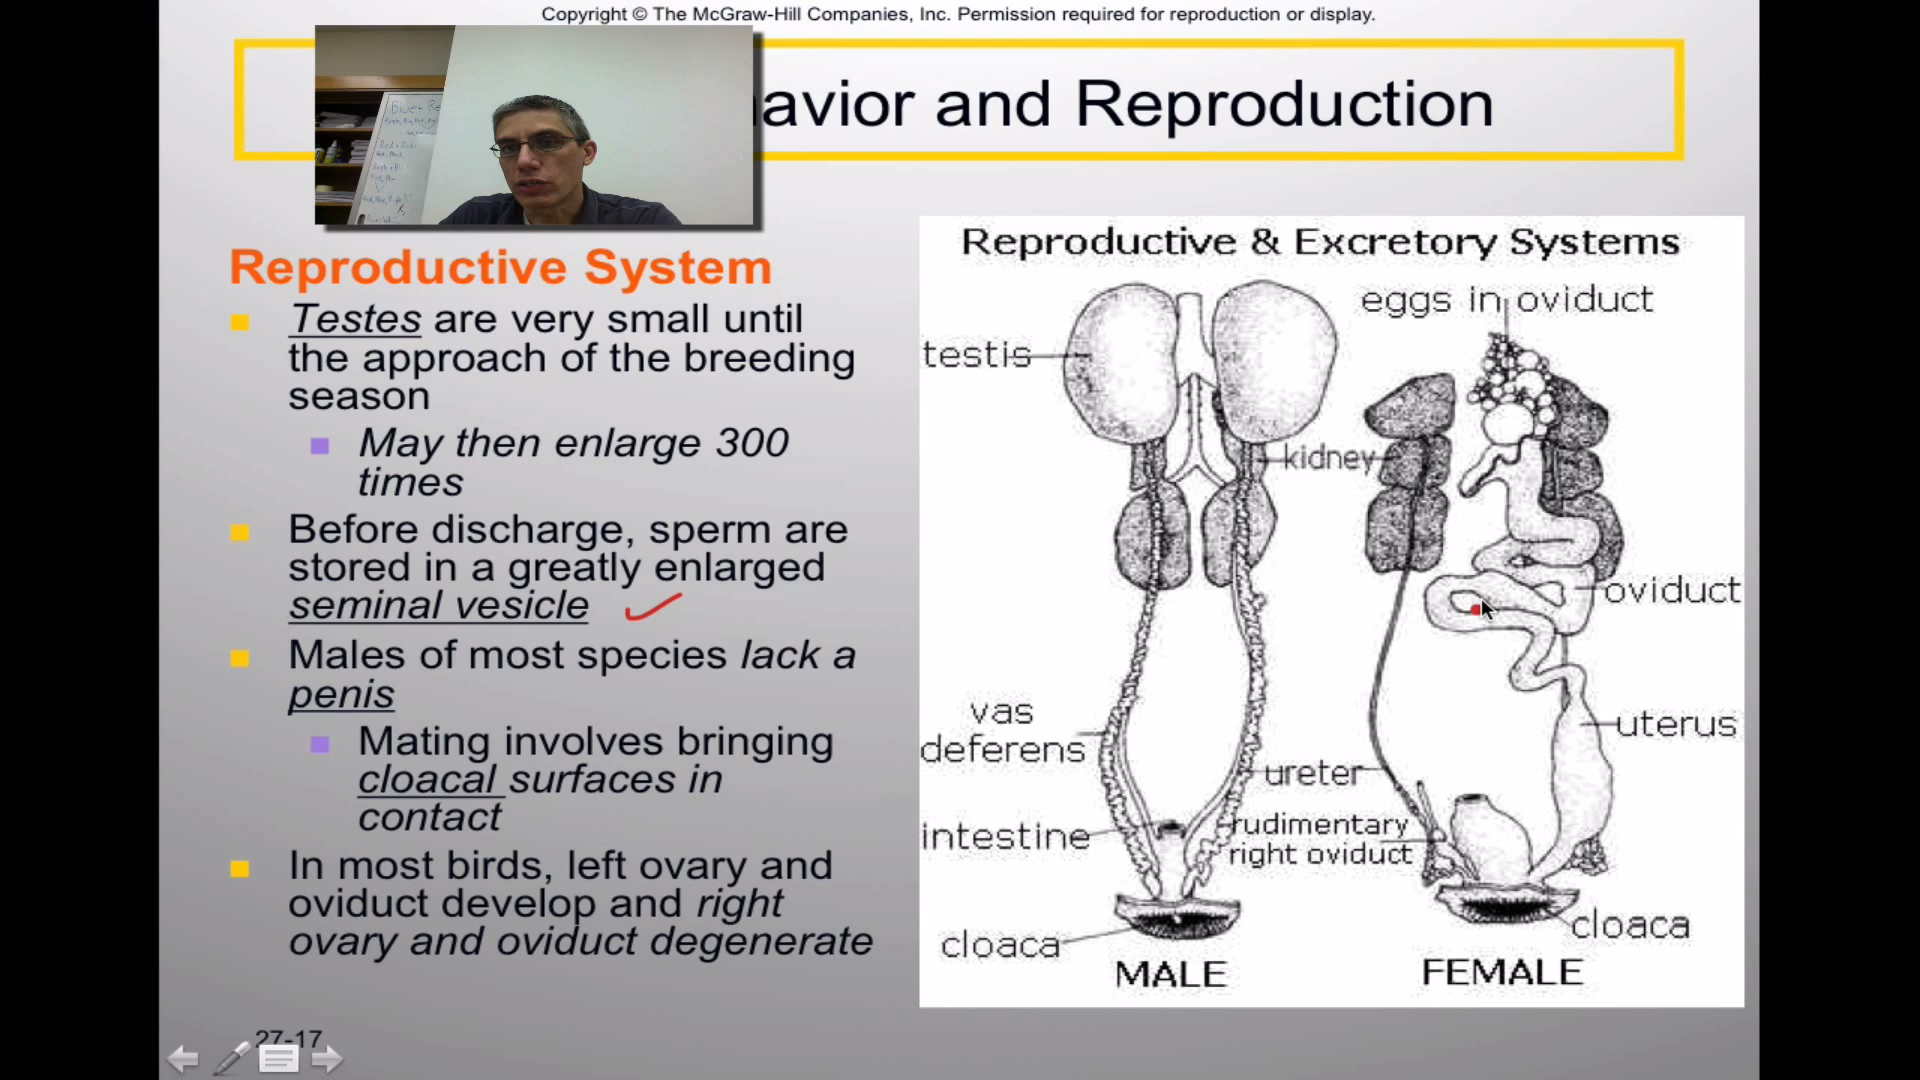 Copyright © The McGraw-Hill Companies, Inc. Permission required for reproduction or display.
avior and Reproduction
Reproductive System
Testes are very small until
the approach of the breeding
season
May then enlarge 300
times
Before discharge, sperm are
stored in a greatly enlarged
seminal vesicle
Males of most species lack a
penis
Mating involves bringing
cloacal surfaces in
contact
In most birds, left ovary and
oviduct develop and right
ovary and oviduct degenerate
27-17
Reproductive & Excretory Systems
eggs in oviduct
testis
kidney
oviduct
vas
deferens
uterus
ureter
intestine
rudimentary
right oviduct
cloaca
cloaca
MALE
FEMALE